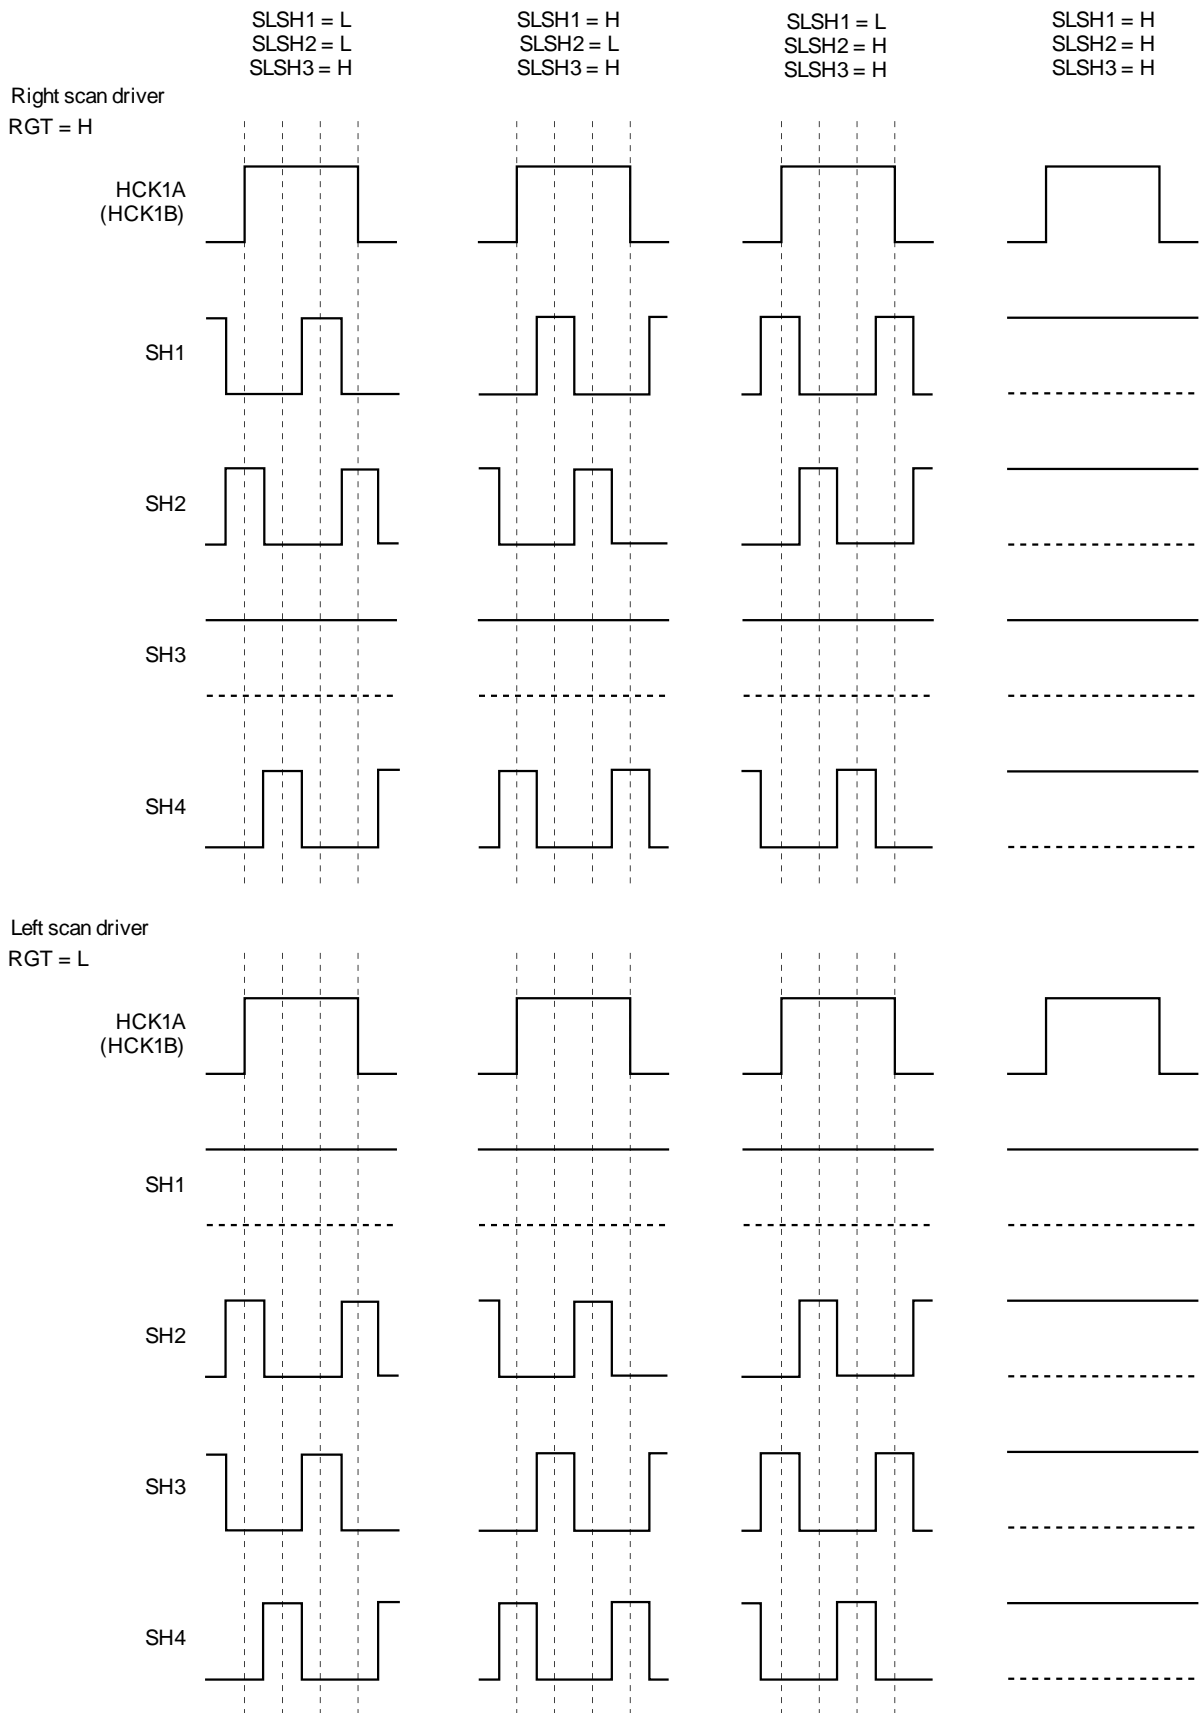 SLSH1 = L
SLSH2 = L
SLSH3 = H
SLSH1 = H
SLSH2 = L
SLSH3 = H
SLSH1 = L
SLSH2 = H
SLSH3 = H
SLSH1 = H
SLSH2 = H
SLSH3 = H
Right scan driver
RGT = H
HCK1A
(HCK1B)
SH1
SH2
SH3
SH4
Left scan driver
RGT = L
HCK1A
(HCK1B)
SH1
SH2
SH3
SH4